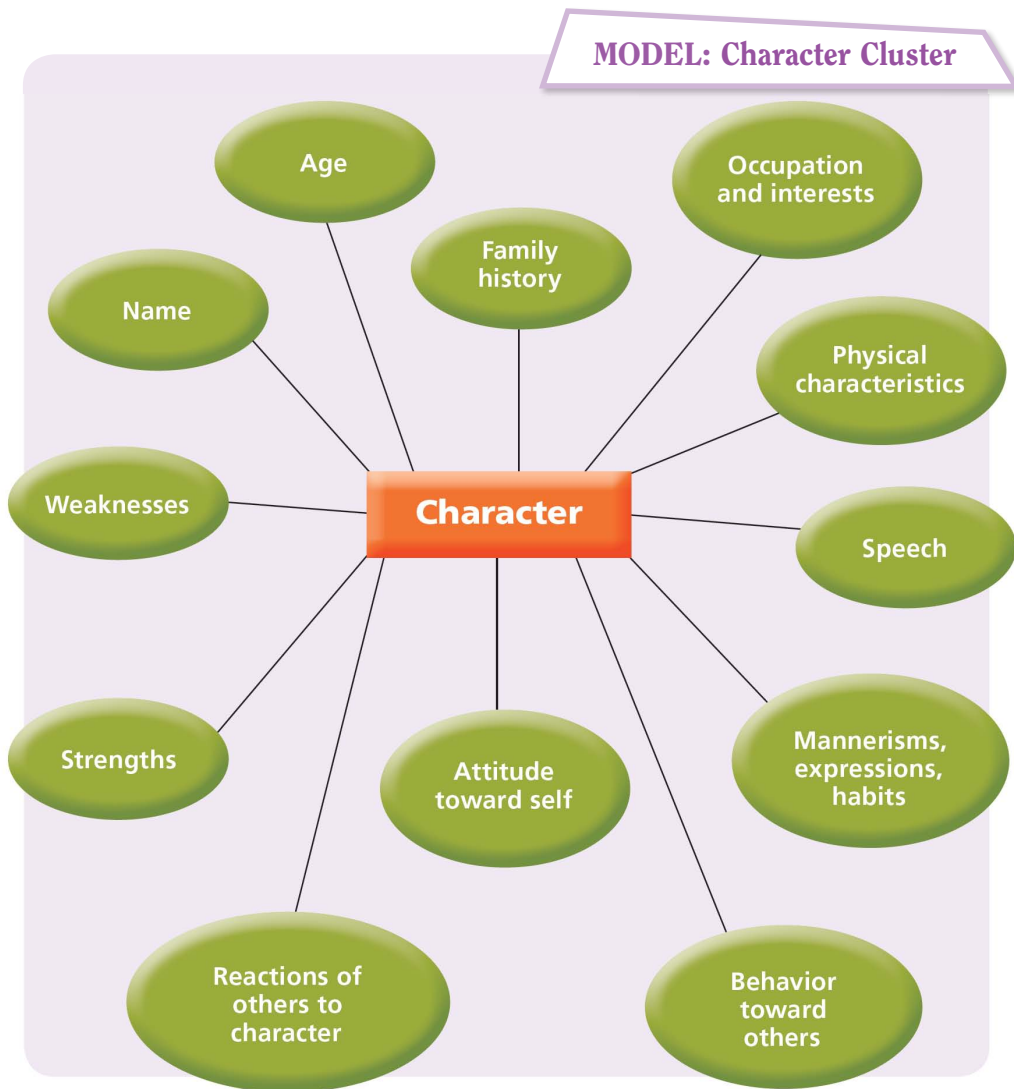 MODEL: Character Cluster
Age
Occupation
and interests
Family
history
Name
Physical
characteristics
Weaknesses
Character
Speech
Strengths
Attitude
toward self
Mannerisms,
expressions,
habits
Reactions of
others to
character
Behavior
toward
others